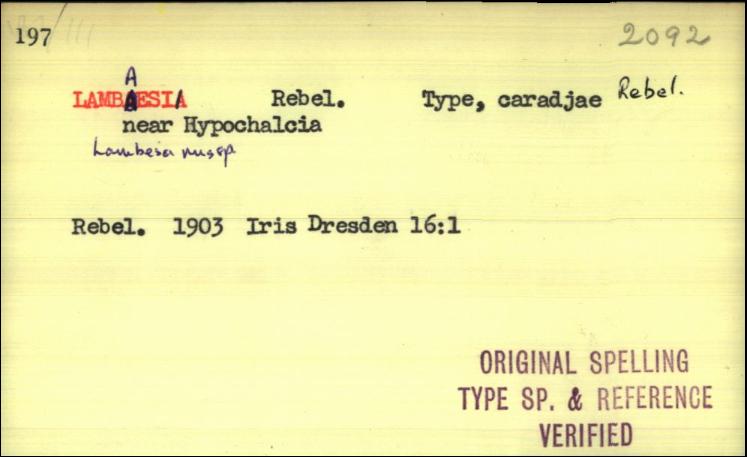 197
2092
A
LAMBAESIA Rebel. Type, caradjae Rebel.
near Hypochalcia
Lambesia
Rebel. 1903 Iris Dresden 16:1
ORIGINAL SPELLING
TYPE SP. & REFERENCE
VERIFIED